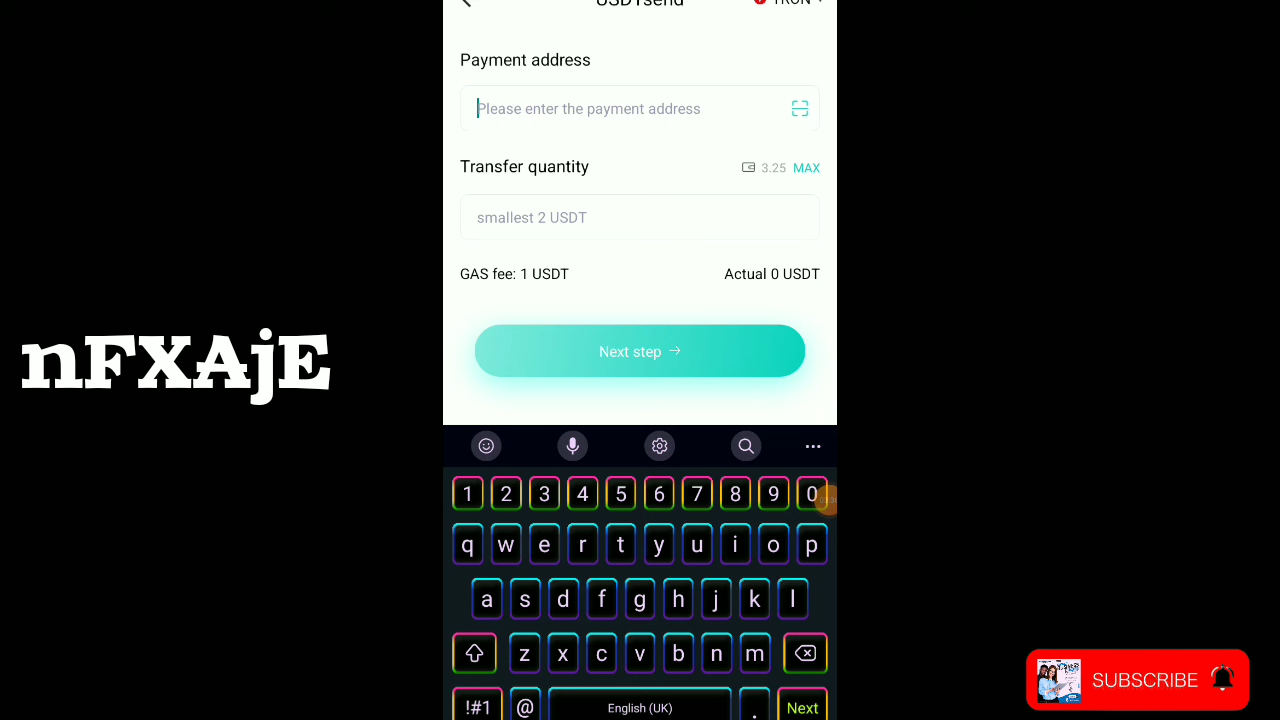 USDTsend
TRON
Payment address
Please enter the payment address
Transfer quantity
3.25 MAX
smallest 2 USDT
GAS fee: 1 USDT
Actual 0 USDT
Next step →
nFXAjE
1 2 3 4 5 6 7 8 9 0
q w e r t y u i o p
a s d f g h j k l
z x c v b n m
!#1 @ English (UK) . Next
SUBSCRIBE